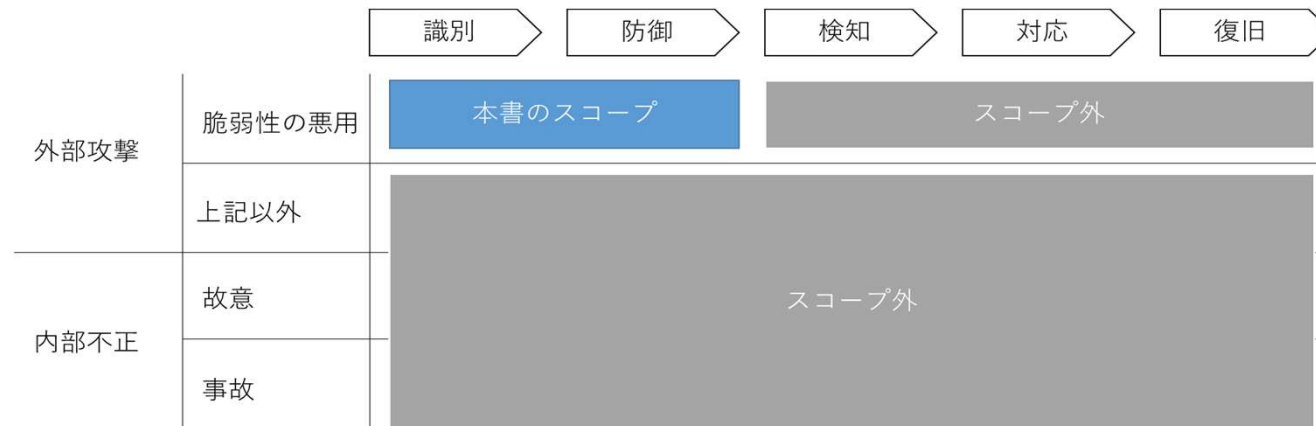 識別
防御
検知
対応
復旧
外部攻撃
脆弱性の悪用
本書のスコープ
スコープ外
上記以外
内部不正
故意
スコープ外
事故